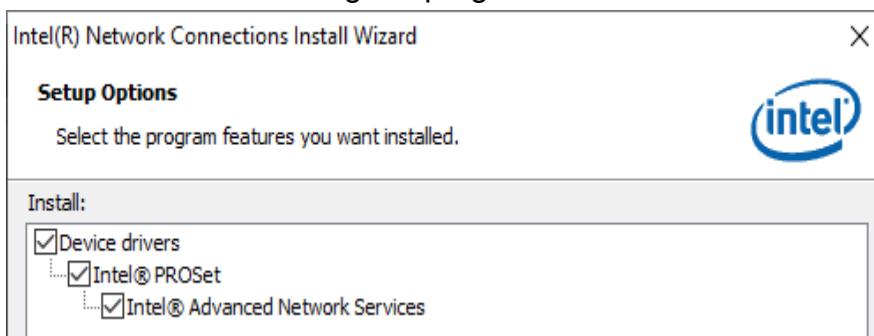 Intel(R) Network Connections Install Wizard
Setup Options
Select the program features you want installed.
intel
Install:
Device drivers
Intel® PROSet
Intel® Advanced Network Services